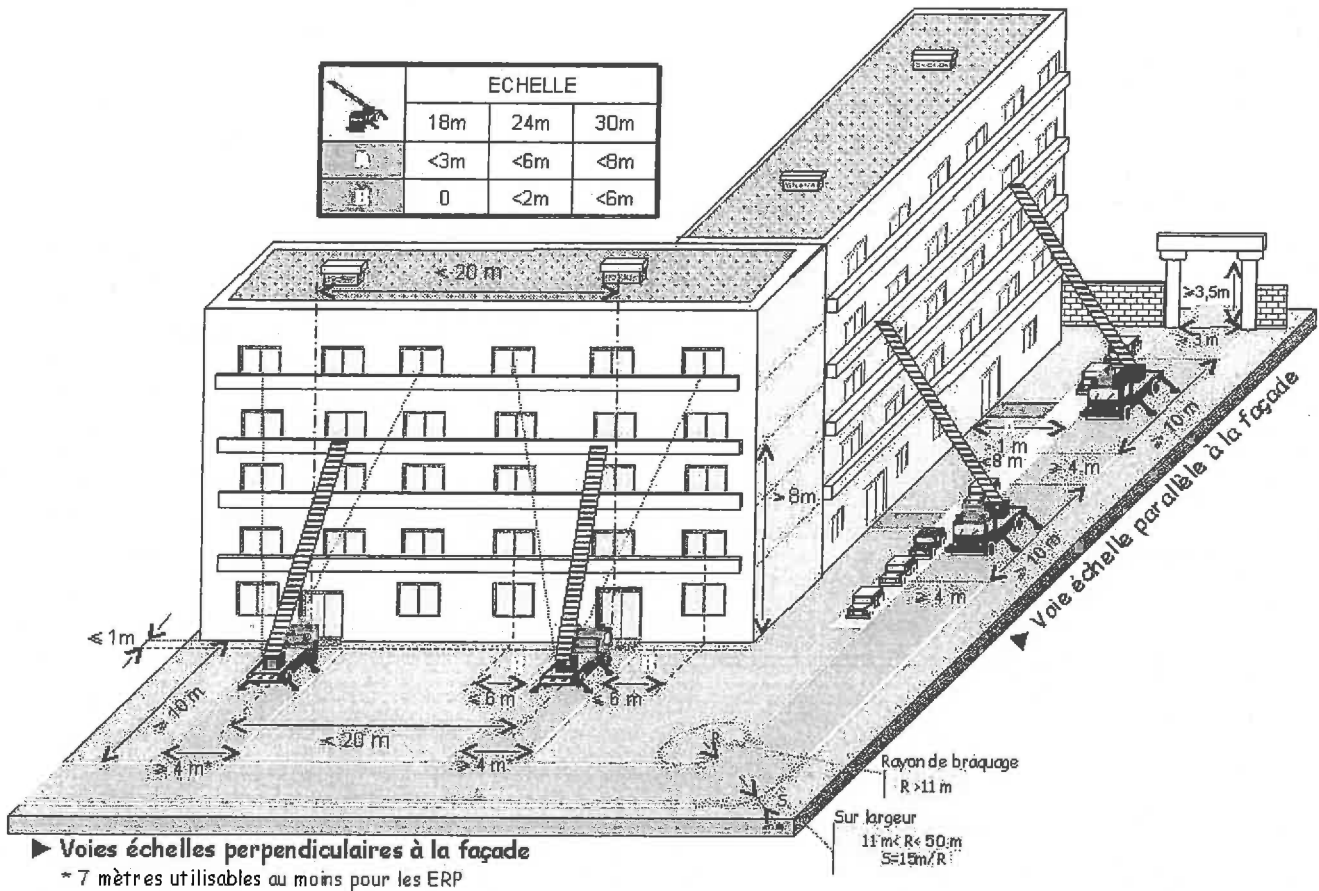 ECHELLE
18m 24m 30m
<3m <6m <8m
0 <2m <6m
< 20 m
⩾3,5m
⩾ 3 m
⩾ 10 m
> 1 m
⩽ 8 m
⩾ 4 m
> 8m
⩾ 10 m
⩾ 4 m
▶ Voie échelle parallèle à la façade
⩽ 1m
⩾ 10 m
⩽ 6 m
⩽ 6 m
< 20 m
⩾ 4 m*
⩾ 4 m
R
S
Rayon de braquage
R >11 m
Sur largeur
11 m< R< 50 m
S=15m/R
▶ Voies échelles perpendiculaires à la façade
* 7 mètres utilisables au moins pour les ERP